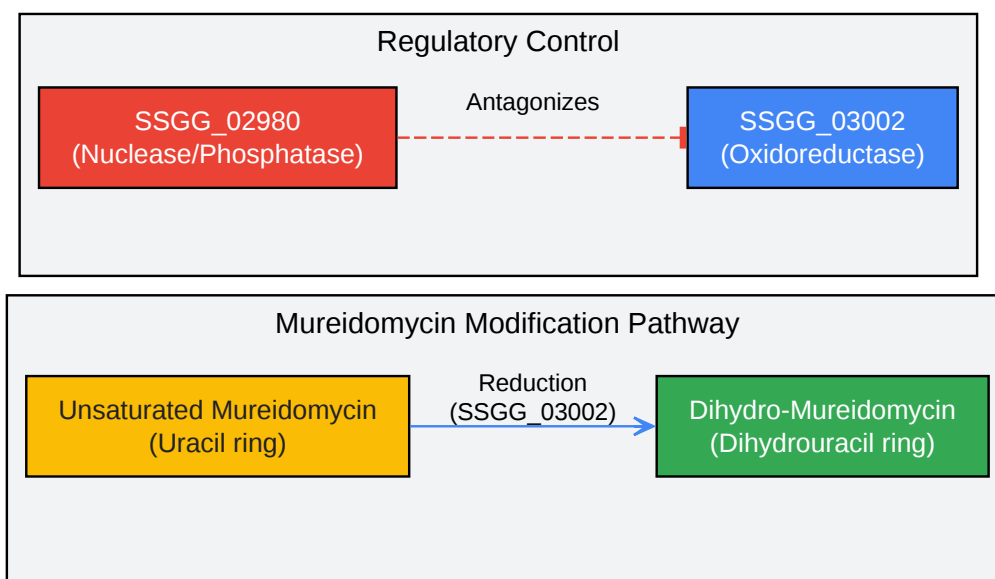 Regulatory Control
SSGG_02980
(Nuclease/Phosphatase)
Antagonizes
SSGG_03002
(Oxidoreductase)
Mureidomycin Modification Pathway
Unsaturated Mureidomycin
(Uracil ring)
Reduction
(SSGG_03002)
Dihydro-Mureidomycin
(Dihydrouracil ring)